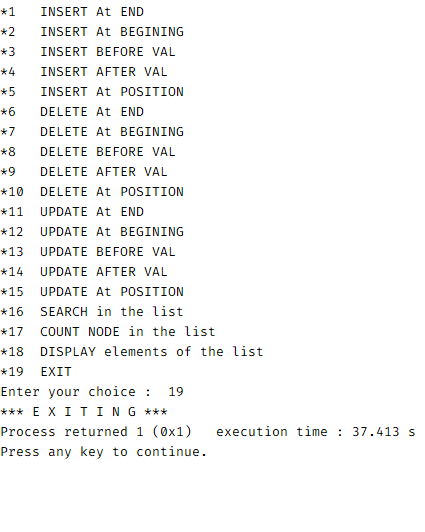 *1   INSERT At END
*2   INSERT At BEGINING
*3   INSERT BEFORE VAL
*4   INSERT AFTER VAL
*5   INSERT At POSITION
*6   DELETE At END
*7   DELETE At BEGINING
*8   DELETE BEFORE VAL
*9   DELETE AFTER VAL
*10  DELETE At POSITION
*11  UPDATE At END
*12  UPDATE At BEGINING
*13  UPDATE BEFORE VAL
*14  UPDATE AFTER VAL
*15  UPDATE At POSITION
*16  SEARCH in the list
*17  COUNT NODE in the list
*18  DISPLAY elements of the list
*19  EXIT
Enter your choice :  19
*** E X I T I N G ***
Process returned 1 (0x1)   execution time : 37.413 s
Press any key to continue.